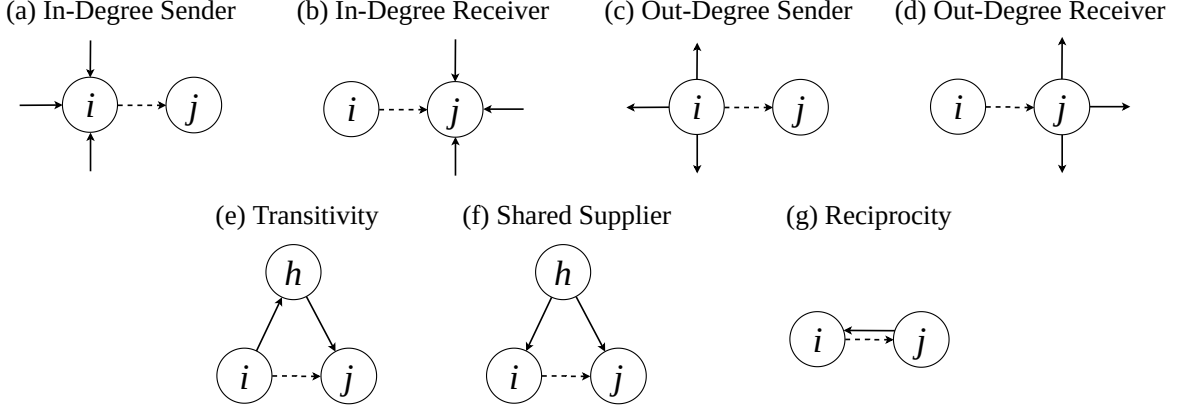 (a) In-Degree Sender
(b) In-Degree Receiver
(c) Out-Degree Sender
(d) Out-Degree Receiver
i
j
i
j
i
j
i
j
(e) Transitivity
(f) Shared Supplier
(g) Reciprocity
h
h
i
j
i
j
i
j